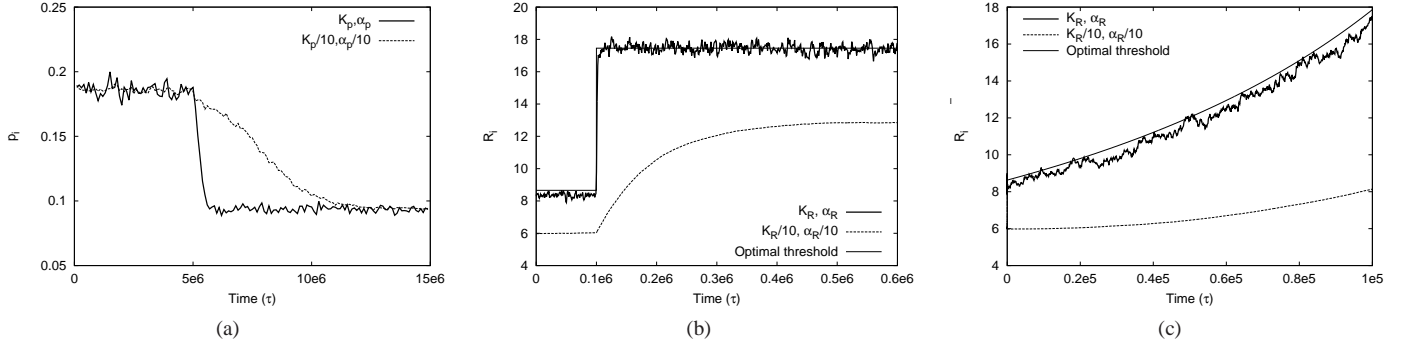 0.25
0.20
0.15
0.1
0.05
p_i
K_p,α_p
K_p/10,α_p/10
0 5e6 10e6 15e6
Time (τ)
(a)
20
18
16
14
12
10
8
6
4
R_i
K_R, α_R
K_R/10, α_R/10
Optimal threshold
0 0.1e6 0.2e6 0.3e6 0.4e6 0.5e6 0.6e6
Time (τ)
(b)
18
16
14
12
10
8
6
4
R_i
K_R, α_R
K_R/10, α_R/10
Optimal threshold
0 0.2e5 0.4e5 0.6e5 0.8e5 1e5
Time (τ)
(c)